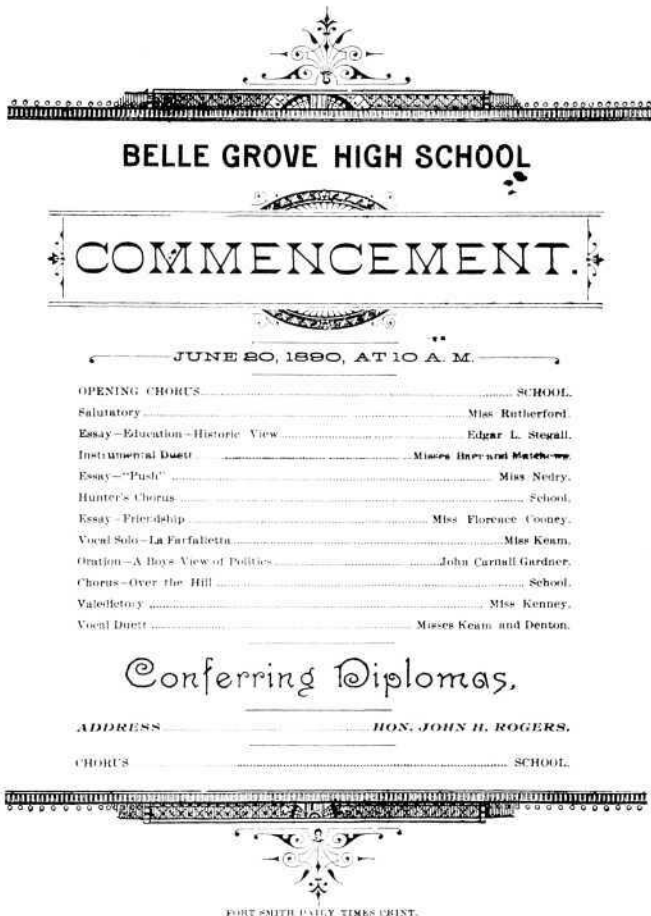 BELLE GROVE HIGH SCHOOL
COMMENCEMENT.
JUNE 20, 1890, AT 10 A. M.
OPENING CHORUS SCHOOL.
Salutatory Miss Rutherford.
Essay—Education—Historic View Edgar L. Stegall.
Instrumental Duett Misses Barr and Matthews.
Essay—"Push" Miss Nedry.
Hunter's Chorus School.
Essay—Friendship Miss Florence Cooney.
Vocal Solo—La Farfalletta Miss Keam.
Oration—A Boys View of Politics John Carnall Gardner.
Chorus—Over the Hill School.
Valedictory Miss Kenney.
Vocal Duett Misses Keam and Denton.
Conferring Diplomas,
ADDRESS HON. JOHN H. ROGERS.
CHORUS SCHOOL.
FORT SMITH DAILY TIMES PRINT.